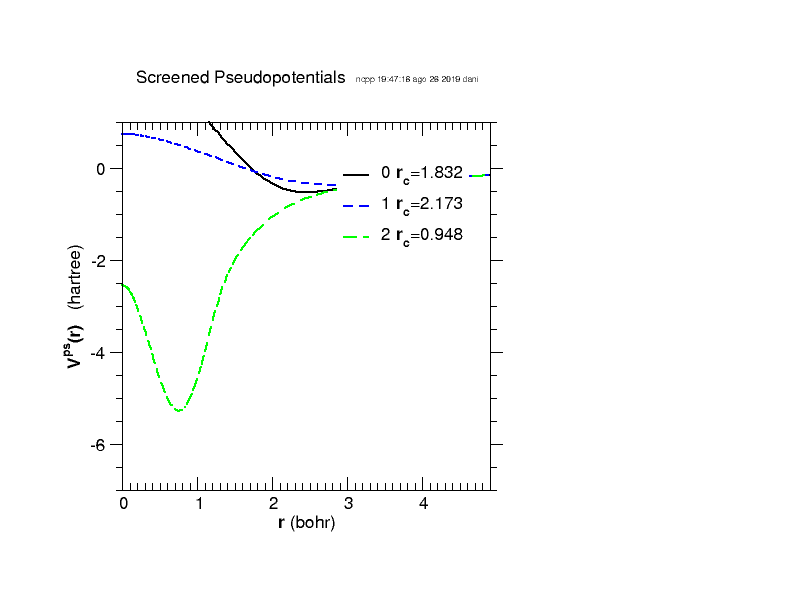 Screened Pseudopotentials ncpp 19:47:16 ago 26 2019 dani
0
-2
-4
-6
V^ps(r) (hartree)
0 r_c=1.832
1 r_c=2.173
2 r_c=0.948
0 1 2 3 4
r (bohr)